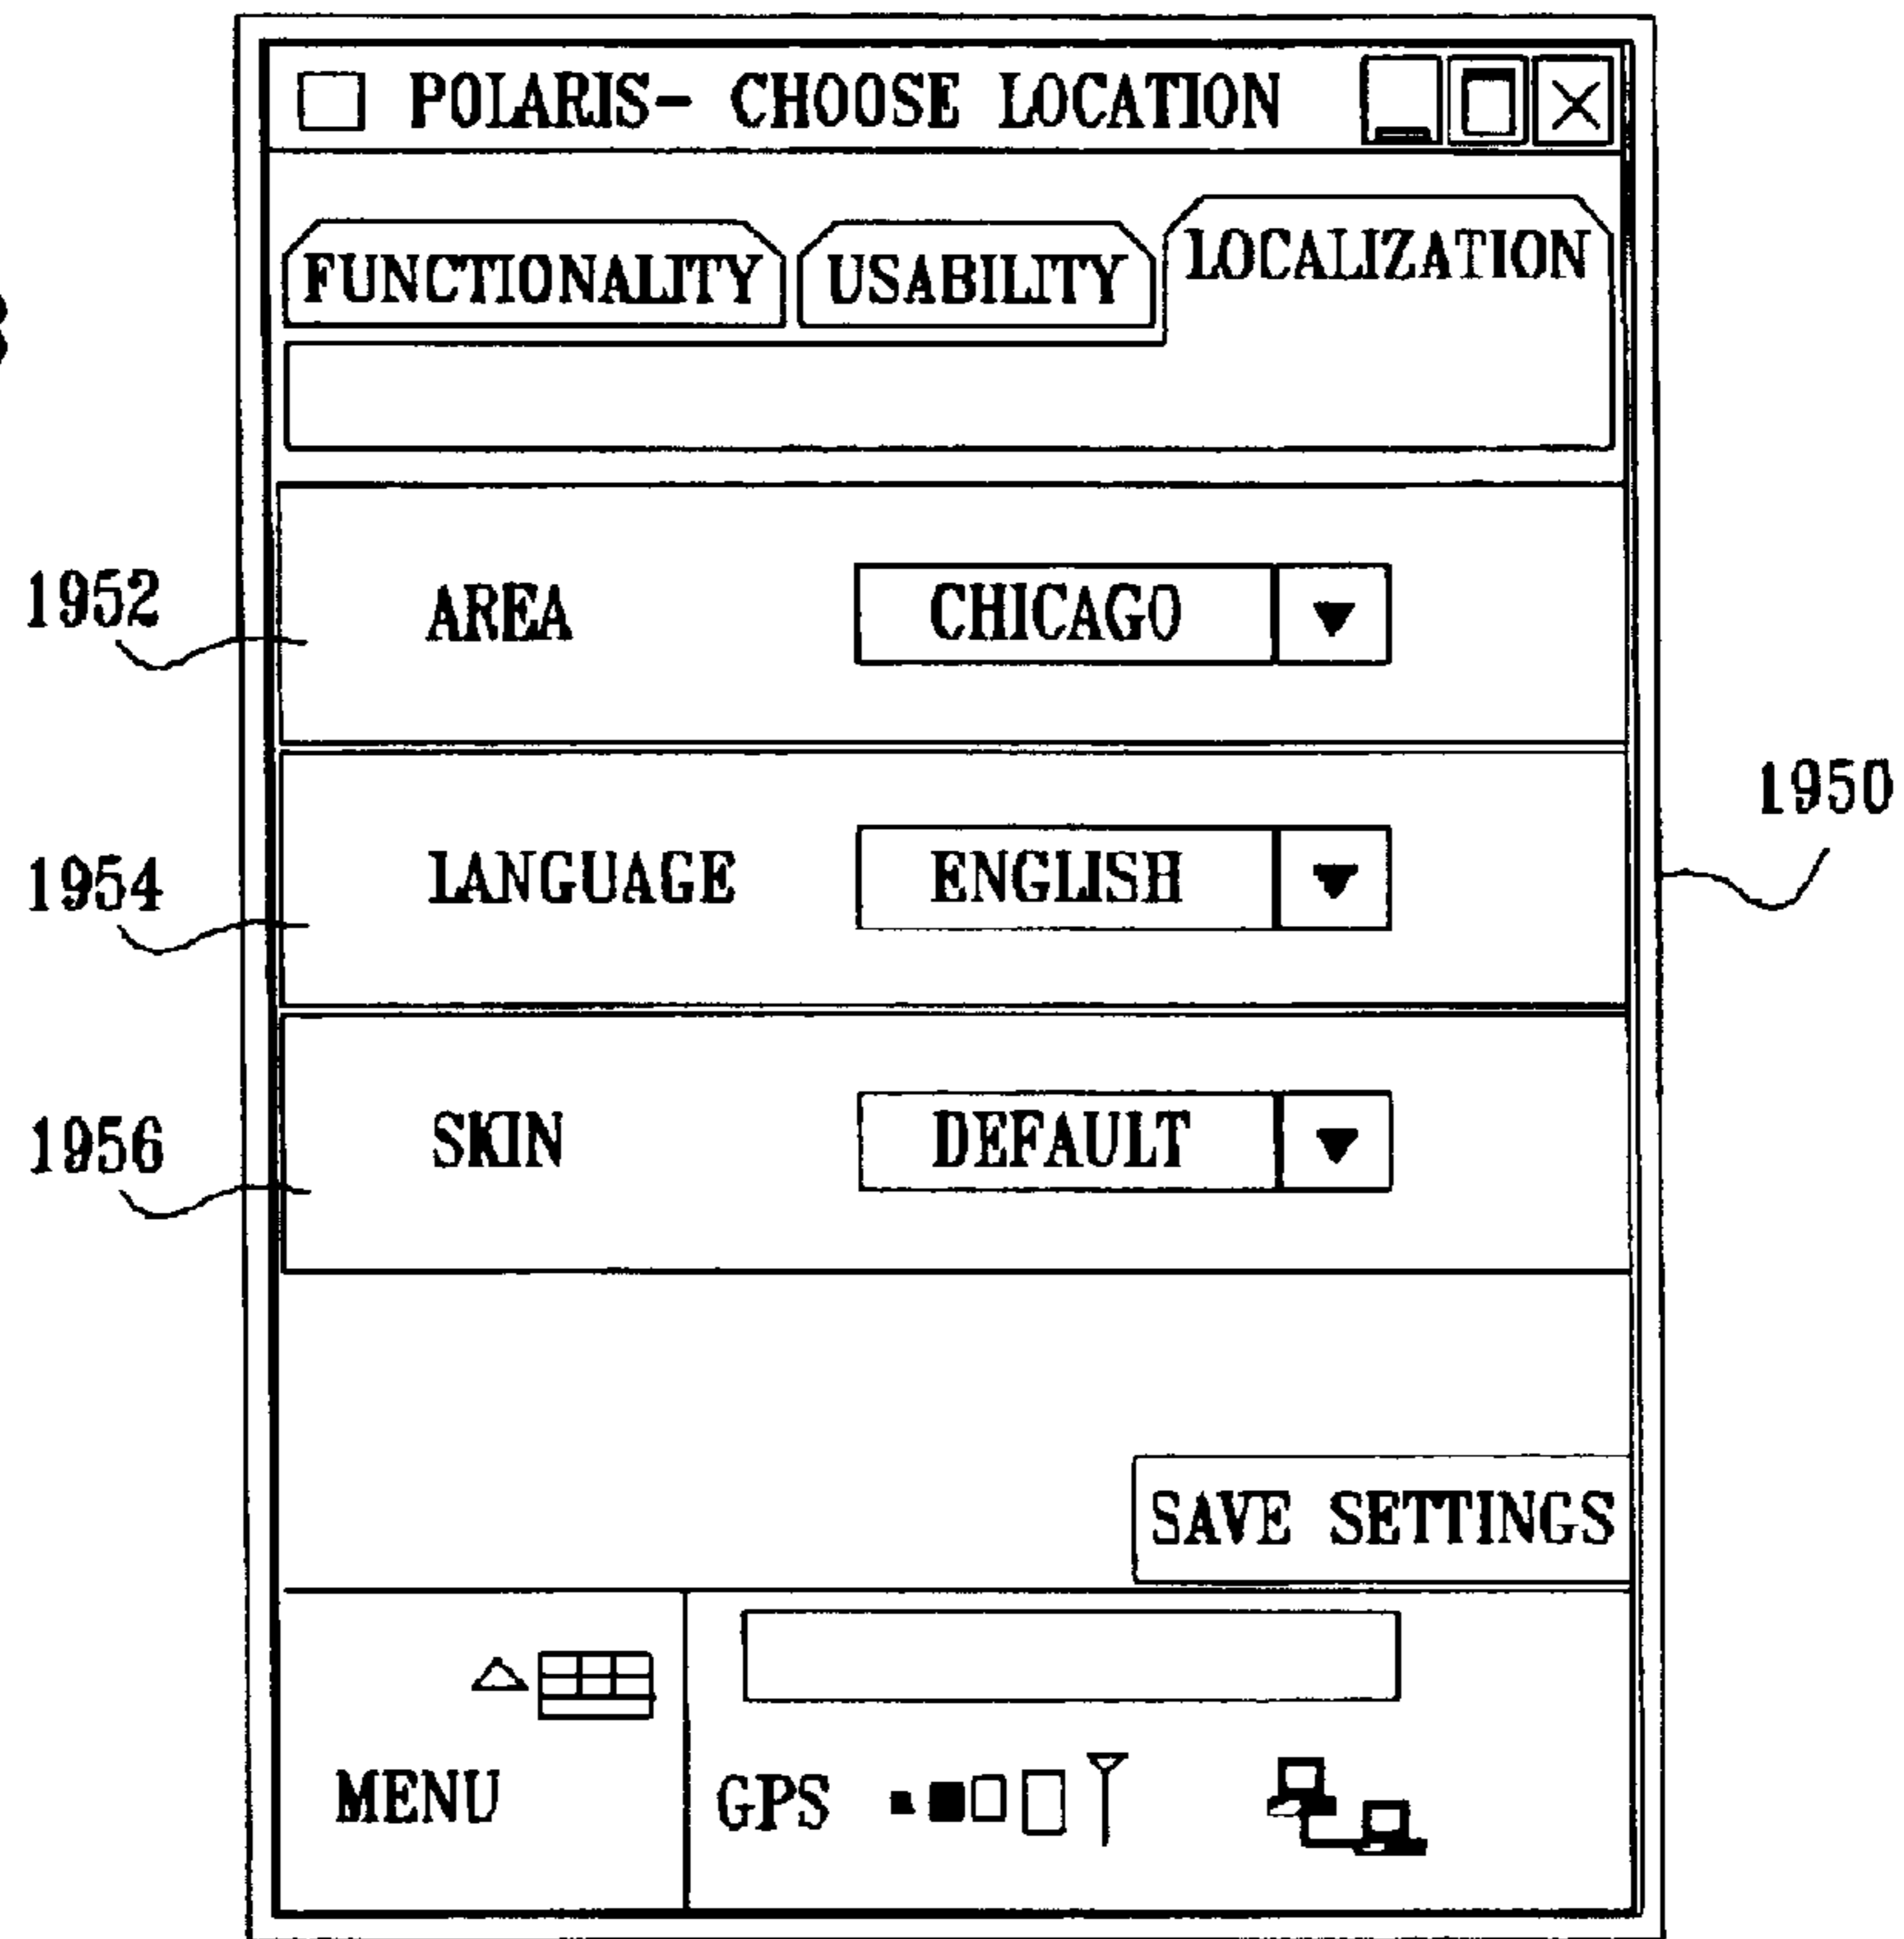 POLARIS- CHOOSE LOCATION
FUNCTIONALITY USABILITY LOCALIZATION
1952 AREA CHICAGO
1950
1954 LANGUAGE ENGLISH
1956 SKIN DEFAULT
SAVE SETTINGS
MENU GPS